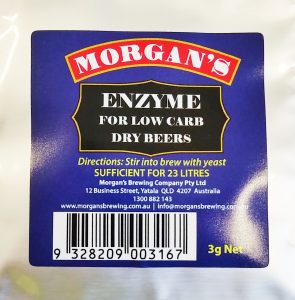 MORGAN'S
ENZYME
FOR LOW CARB
DRY BEERS
Directions: Stir into brew with yeast
SUFFICIENT FOR 23 LITRES
Morgan's Brewing Company Pty Ltd
12 Business Street, Yatala QLD 4207 Australia
1300 882 143
www.morgansbrewing.com.au | info@morgansbrewing.com.au
9 328209 003167
3g Net